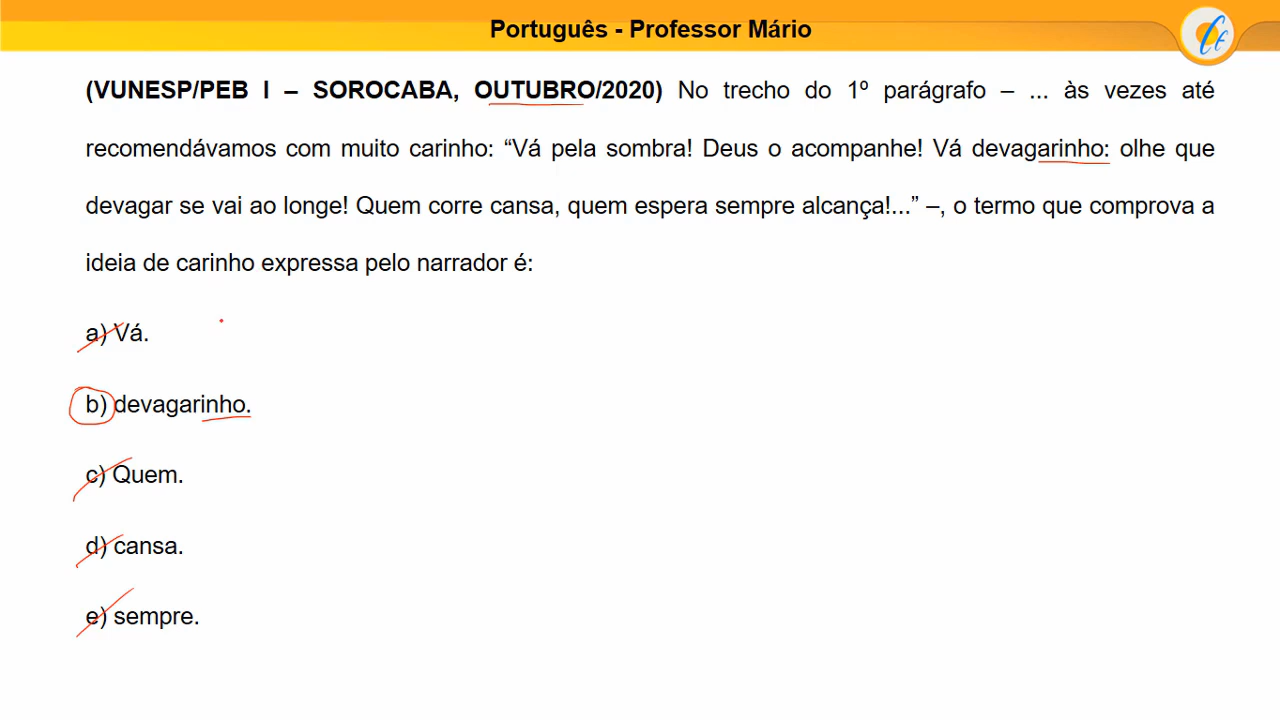 Português - Professor Mário
(VUNESP/PEB I – SOROCABA, OUTUBRO/2020) No trecho do 1º parágrafo – ... às vezes até
recomendávamos com muito carinho: “Vá pela sombra! Deus o acompanhe! Vá devagarinho: olhe que
devagar se vai ao longe! Quem corre cansa, quem espera sempre alcança!...” –, o termo que comprova a
ideia de carinho expressa pelo narrador é:
a) Vá.
b) devagarinho.
c) Quem.
d) cansa.
e) sempre.